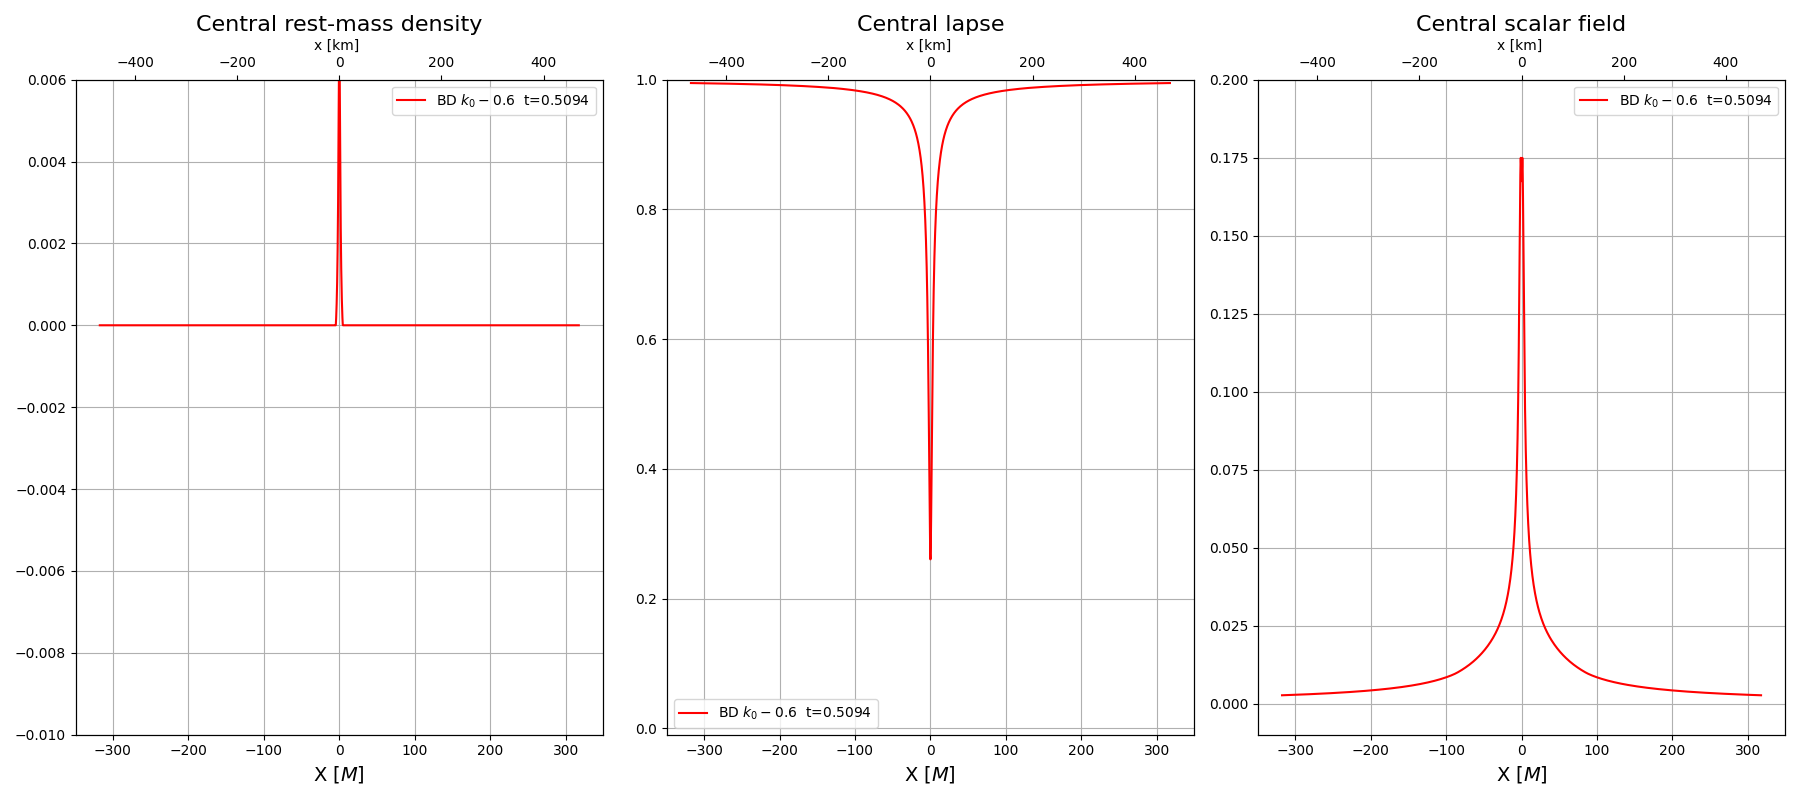 Central rest-mass density
x [km]
−400 −200 0 200 400
0.006
0.004
0.002
0.000
−0.002
−0.004
−0.006
−0.008
−0.010
BD k₀ − 0.6 t=0.5094
−300 −200 −100 0 100 200 300
X [M]
Central lapse
x [km]
−400 −200 0 200 400
1.0
0.8
0.6
0.4
0.2
0.0
BD k₀ − 0.6 t=0.5094
−300 −200 −100 0 100 200 300
X [M]
Central scalar field
x [km]
−400 −200 0 200 400
0.200
0.175
0.150
0.125
0.100
0.075
0.050
0.025
0.000
BD k₀ − 0.6 t=0.5094
−300 −200 −100 0 100 200 300
X [M]